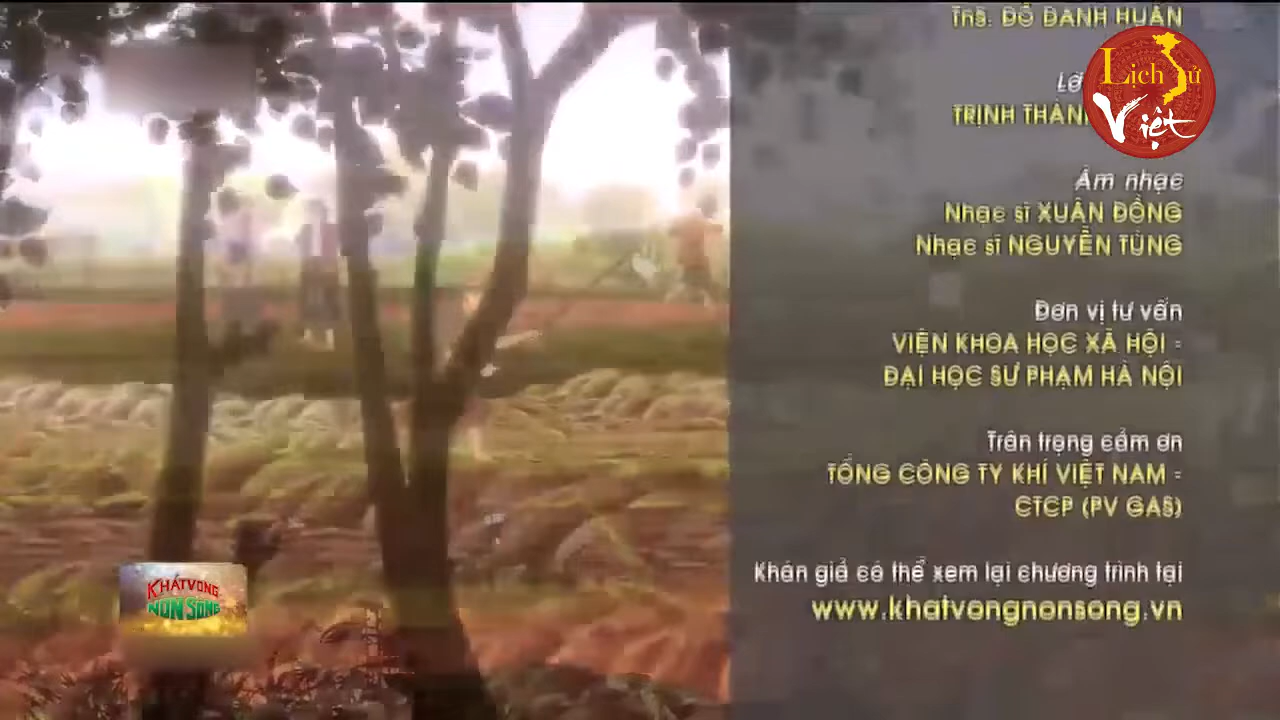 ThS. ĐỖ DANH HUẤN
Lịch Sử
Việt
TRỊNH
Âm nhạc
Nhạc sĩ XUÂN ĐỒNG
Nhạc sĩ NGUYỄN TÙNG
Đơn vị tư vấn
VIỆN KHOA HỌC XÃ HỘI -
ĐẠI HỌC SƯ PHẠM HÀ NỘI
Trân trọng cảm ơn
TỔNG CÔNG TY KHÍ VIỆT NAM -
CTCP (PV GAS)
Khán giả có thể xem lại chương trình tại
www.khatvongnonsong.vn
KHÁT VỌNG
NON SÔNG